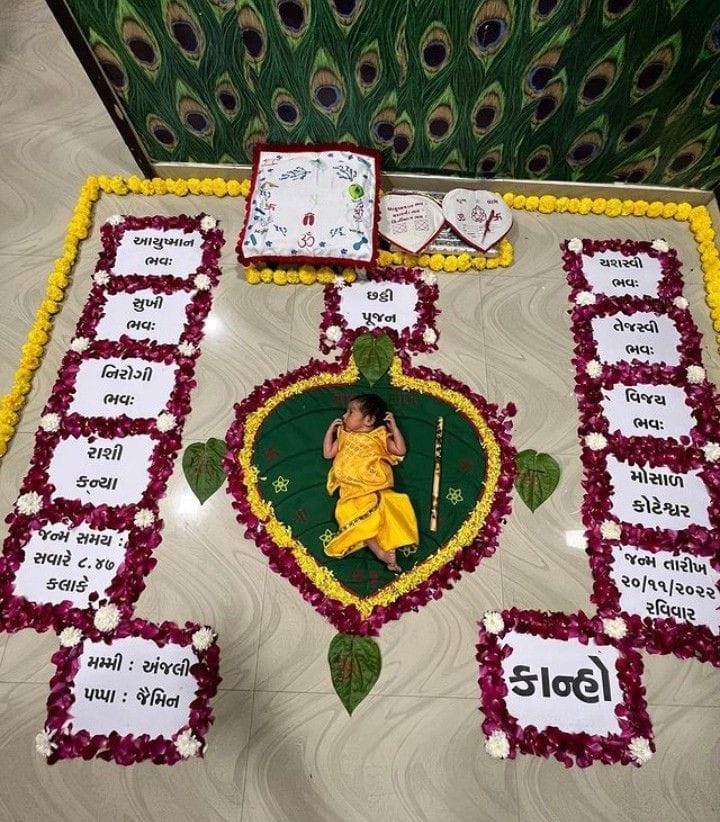 આયુષ્માન
ભવઃ
સુખી
ભવઃ
નિરોગી
ભવઃ
રાશી
કન્યા
જન્મ સમય :
સવારે ૮.૪૭
કલાકે
મમ્મી : અંજલી
પપ્પા : જૈમિન
ૐ
છઠ્ઠી
પૂજન
યશસ્વી
ભવઃ
તેજસ્વી
ભવઃ
વિજય
ભવઃ
મોસાળ
કોટેશ્વર
જન્મ તારીખ
૨૦/૧૧/૨૦૨૨
રવિવાર
કાન્હો